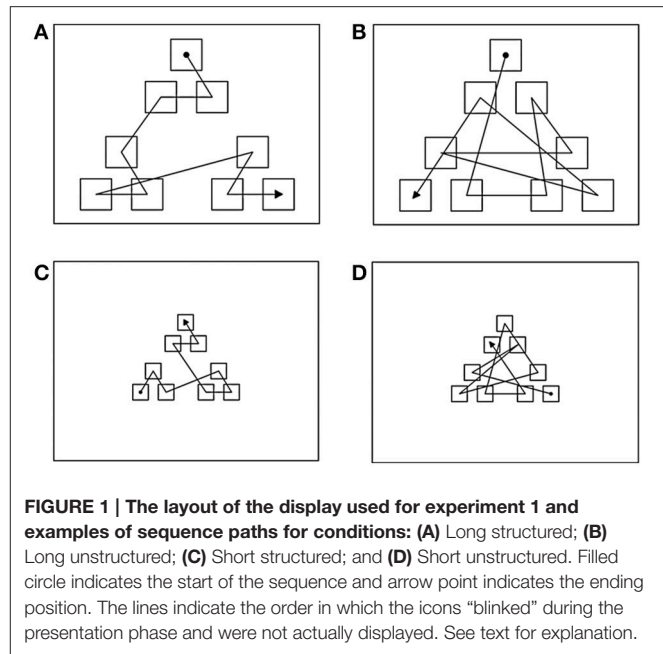 A
B
C
D
FIGURE 1 | The layout of the display used for experiment 1 and
examples of sequence paths for conditions: (A) Long structured; (B)
Long unstructured; (C) Short structured; and (D) Short unstructured. Filled
circle indicates the start of the sequence and arrow point indicates the ending
position. The lines indicate the order in which the icons “blinked” during the
presentation phase and were not actually displayed. See text for explanation.